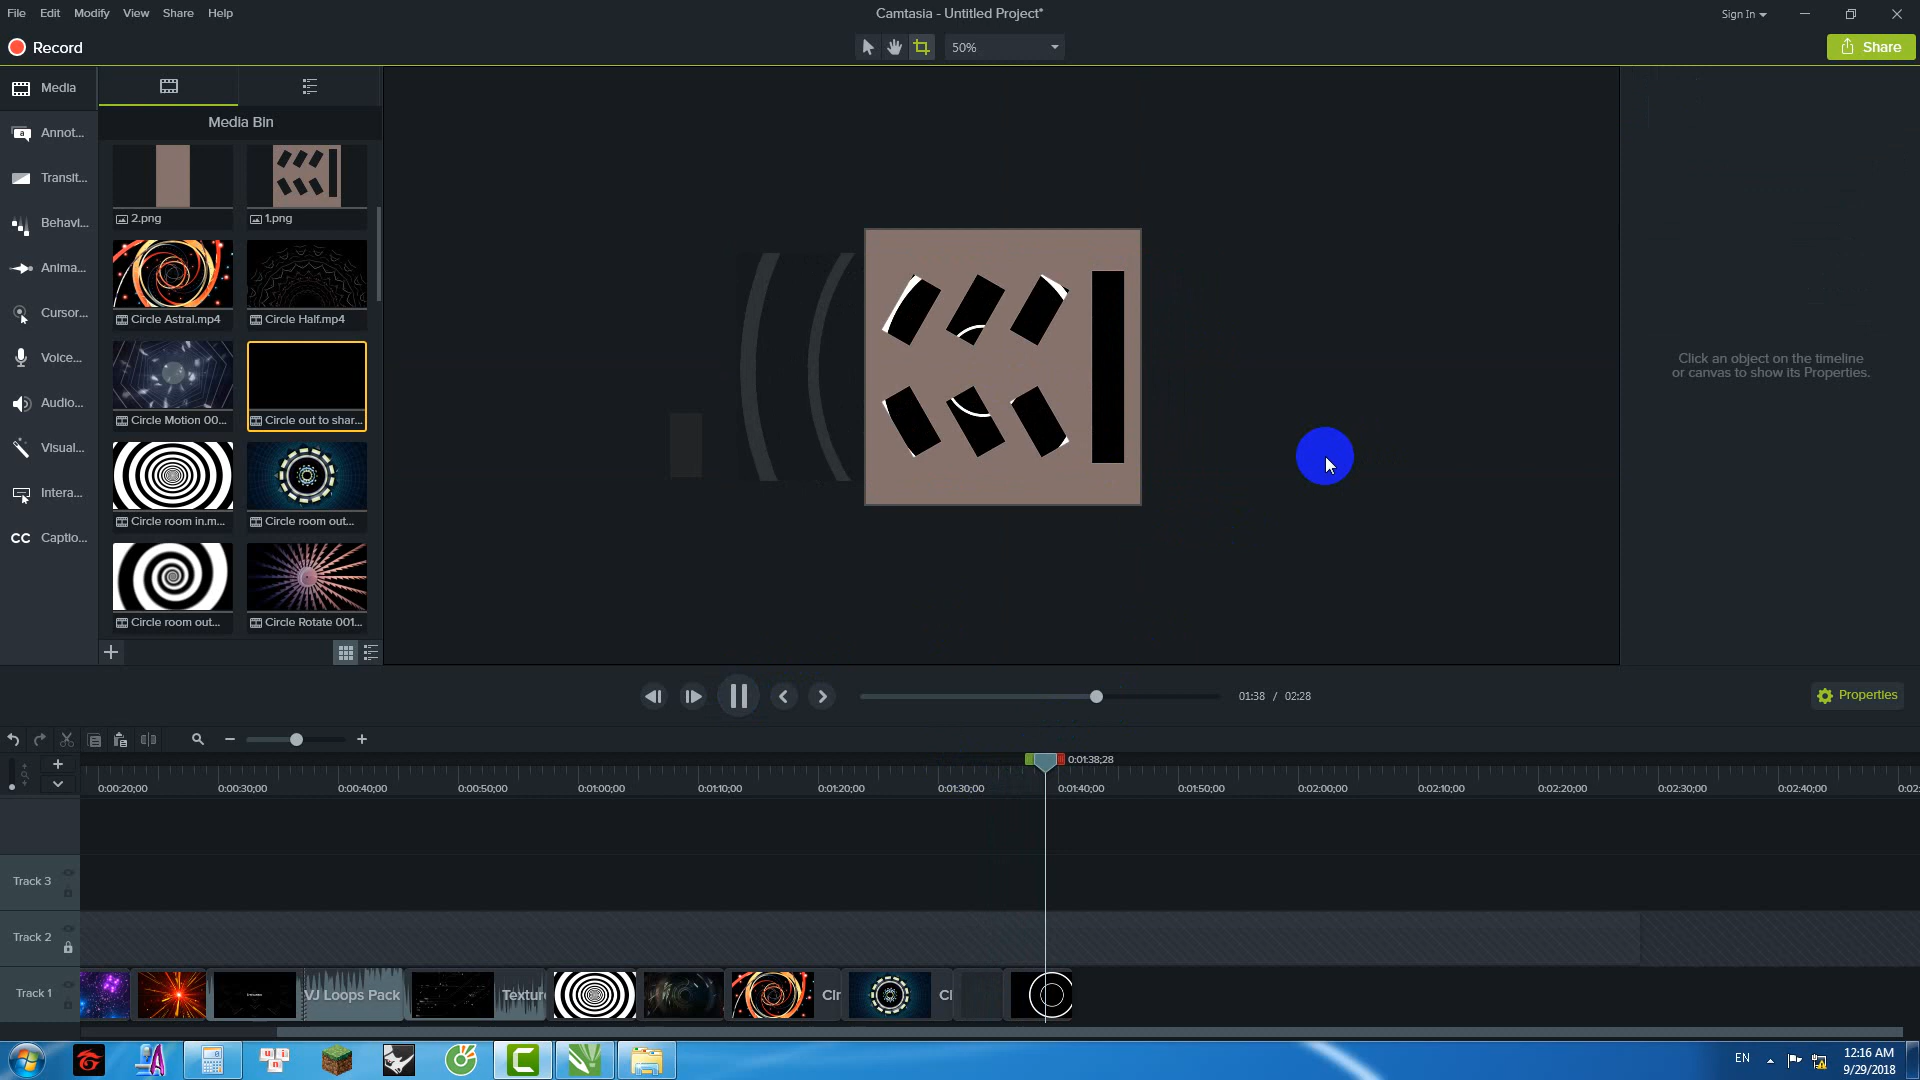 File Edit Modify View Share Help
Camtasia - Untitled Project*
Sign In
Record
50%
Share
Media
Annot...
Transit...
Behavi...
Anima...
Cursor...
Voice...
Audio...
Visual...
Intera...
CC Captio...
Media Bin
2.png
1.png
Circle Astral.mp4
Circle Half.mp4
Circle Motion 00...
Circle out to shar...
Circle room in.m...
Circle room out...
Circle room out...
Circle Rotate 001...
Click an object on the timeline
or canvas to show its Properties.
01:38 / 02:28
Properties
0:01:38;28
0:00:20;00 0:00:30;00 0:00:40;00 0:00:50;00 0:01:00;00 0:01:10;00 0:01:20;00 0:01:30;00 0:01:40;00 0:01:50;00 0:02:00;00 0:02:10;00 0:02:20;00 0:02:30;00 0:02:40;00 0:02:
Track 3
Track 2
Track 1
VJ Loops Pack
Textur
Cir
Ci
EN
12:16 AM
9/29/2018